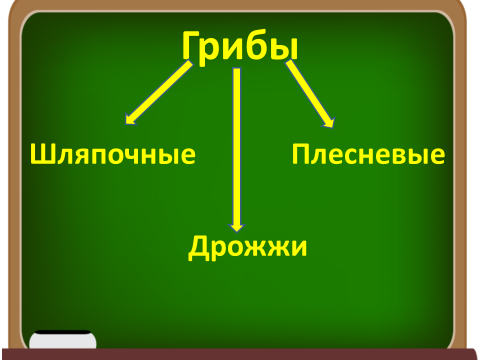 Грибы
Шляпочные
Плесневые
Дрожжи